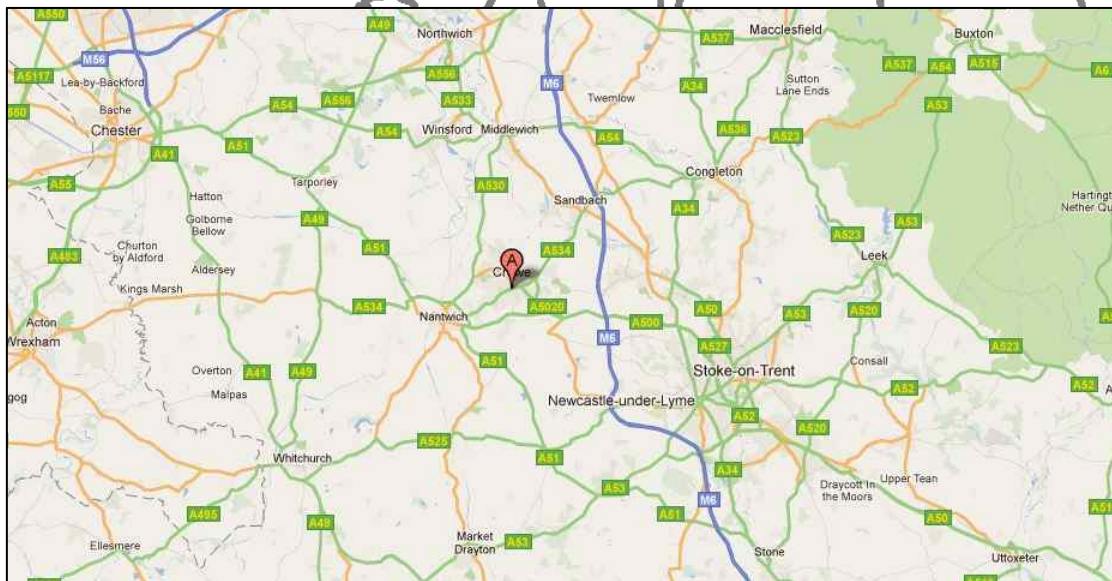 A550
A49
Northwich
A537
Macclesfield
Buxton
M56
A556
M6
A537
A54
A515
A5117
Lea-by-Backford
A34
Sutton
Lane Ends
A533
Twemlow
A53
Bache
A54
A556
Chester
A54
Winsford
Middlewich
A54
A536
A523
A41
A51
Congleton
A55
Tarporley
A530
Hatton
Sandbach
A34
Golborne
Bellow
A49
A53
A523
Churton
by Aldford
A51
A534
A483
Aldersey
A
Leek
Kings Marsh
A534
A5020
A50
A53
A520
Acton
Nantwich
A500
Wrexham
M6
A527
A523
A51
Consall
Overton
A41
A49
Stoke-on-Trent
A52
A52
Malpas
Newcastle-under-Lyme
A52
A520
A525
Whitchurch
A51
A34
Upper Tean
Draycott In
the Moors
A53
M6
A495
A49
A51
A50
Market
Drayton
A53
Ellesmere
Stone
Uttoxeter